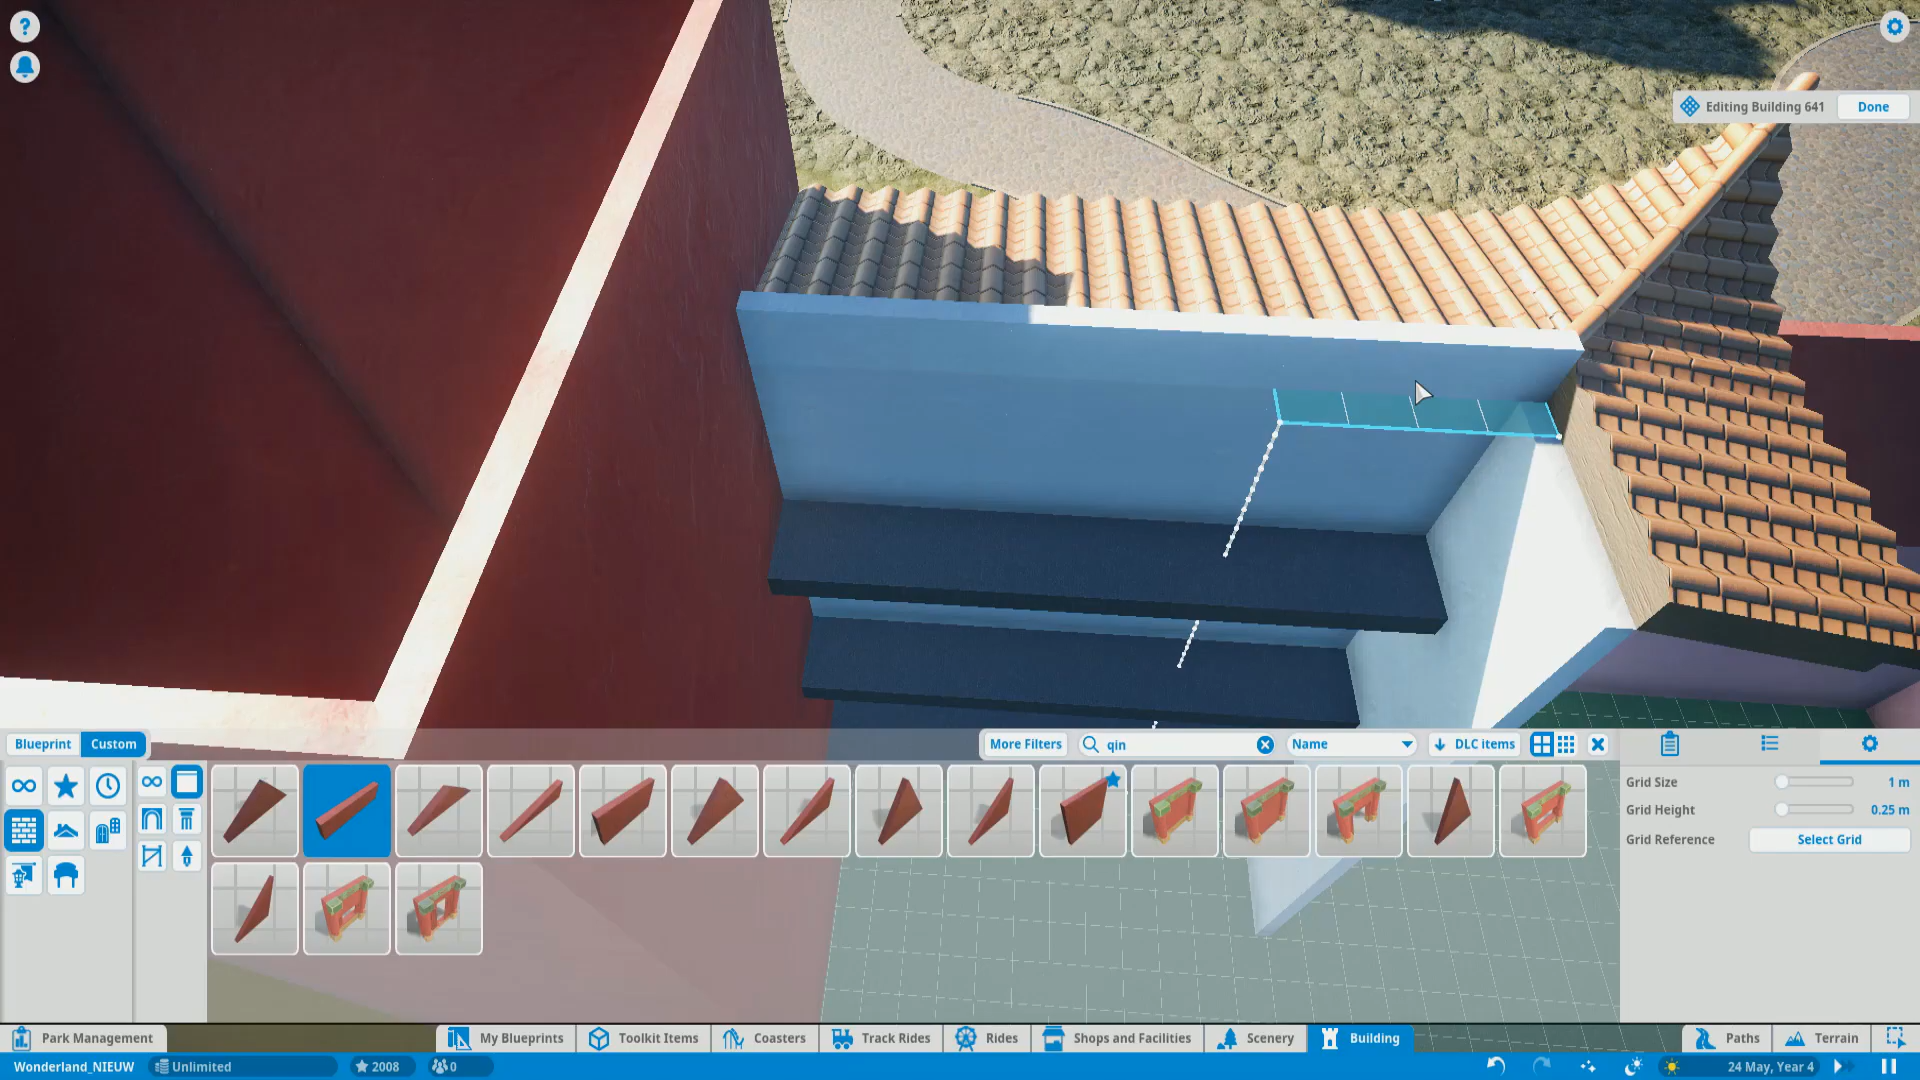 ?
Editing Building 641
Done
Blueprint
Custom
More Filters
qin
Name
DLC items
Grid Size
1 m
Grid Height
0.25 m
Grid Reference
Select Grid
Park Management
My Blueprints
Toolkit Items
Coasters
Track Rides
Rides
Shops and Facilities
Scenery
Building
Paths
Terrain
Wonderland_NIEUW
Unlimited
2008
0
24 May, Year 4